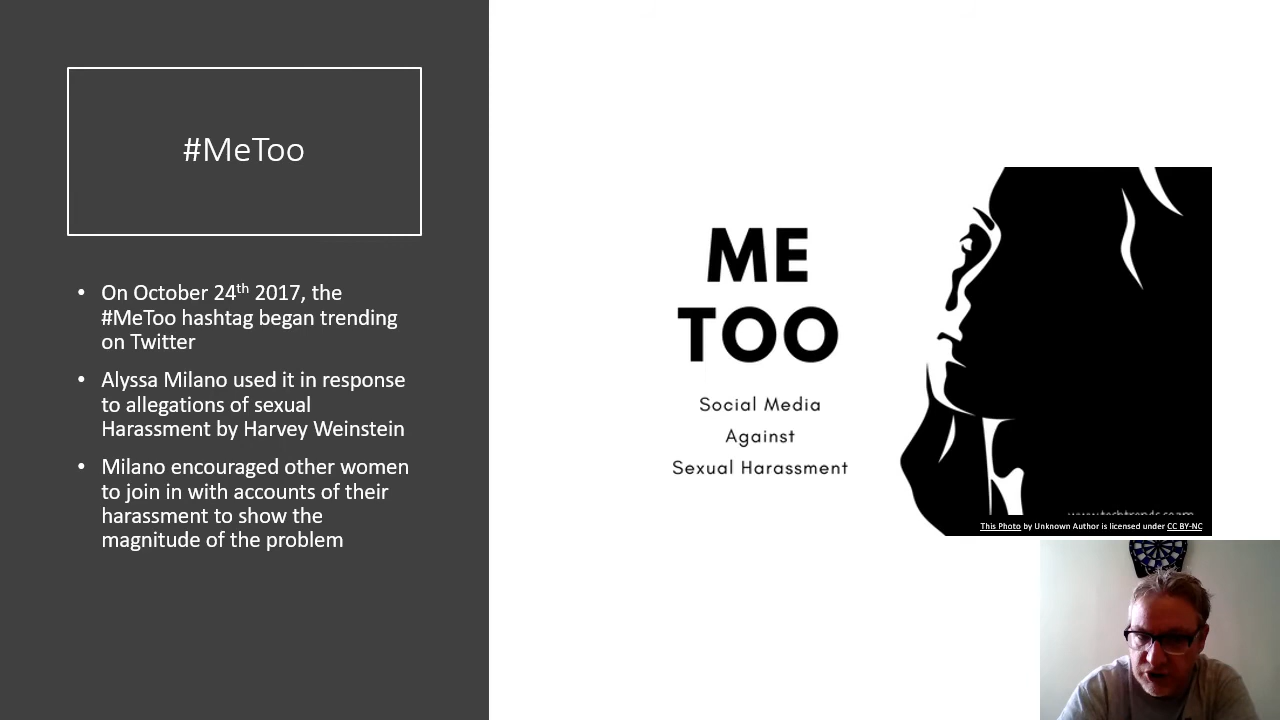 #MeToo
• On October 24th 2017, the
#MeToo hashtag began trending
on Twitter
• Alyssa Milano used it in response
to allegations of sexual
Harassment by Harvey Weinstein
• Milano encouraged other women
to join in with accounts of their
harassment to show the
magnitude of the problem
ME
TOO
Social Media
Against
Sexual Harassment
This Photo by Unknown Author is licensed under CC BY-NC